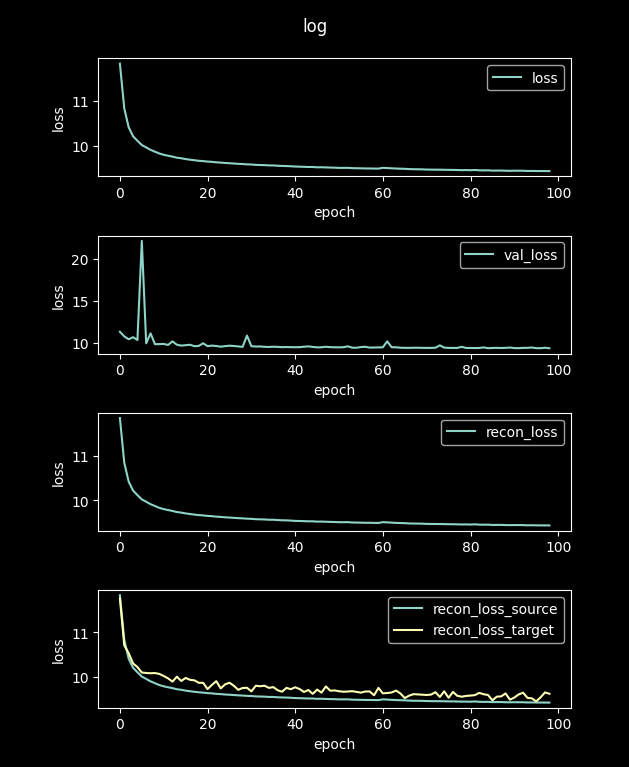 log
loss
11
10
loss
0 20 40 60 80 100
epoch
val_loss
20
15
10
loss
0 20 40 60 80 100
epoch
recon_loss
11
10
loss
0 20 40 60 80 100
epoch
recon_loss_source
recon_loss_target
11
10
loss
0 20 40 60 80 100
epoch